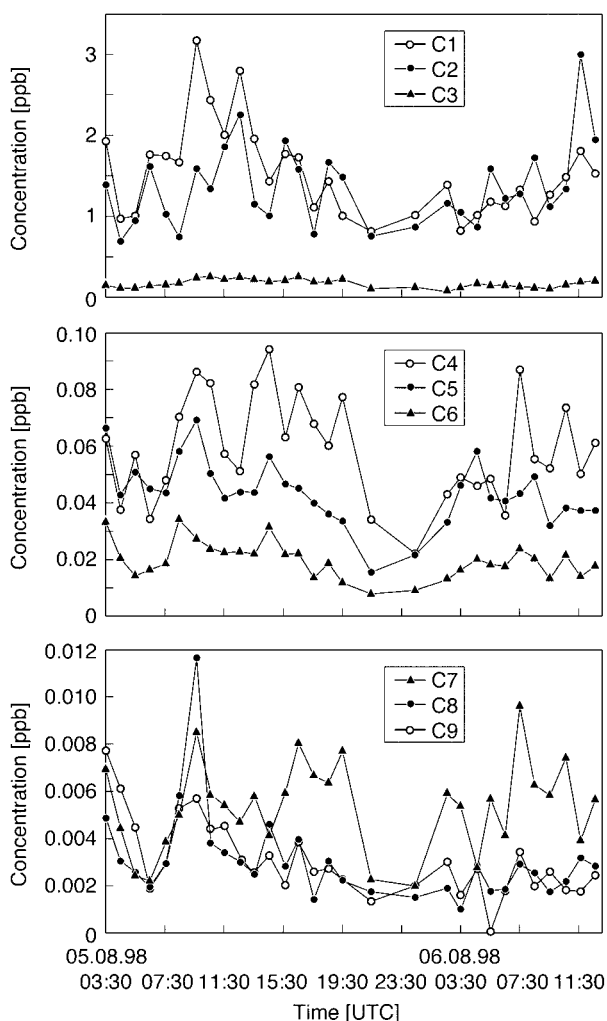 Concentration [ppb]
3
2
1
0
C1
C2
C3
Concentration [ppb]
0.10
0.08
0.06
0.04
0.02
0
C4
C5
C6
Concentration [ppb]
0.012
0.010
0.008
0.006
0.004
0.002
0
C7
C8
C9
05.08.98 06.08.98
03:30 07:30 11:30 15:30 19:30 23:30 03:30 07:30 11:30
Time [UTC]